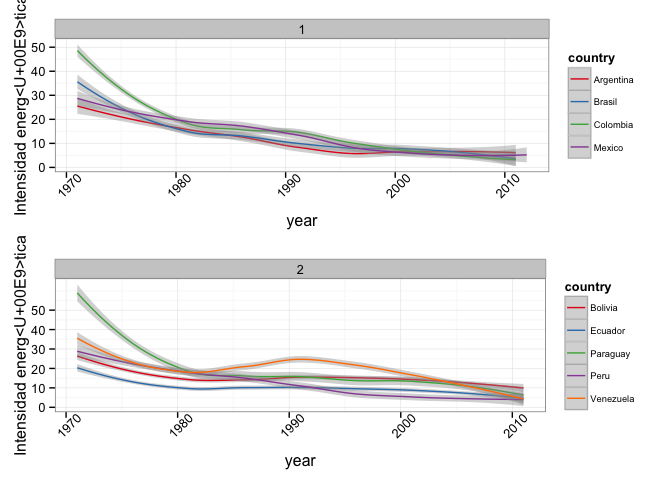 1
Intensidad energ<U+00E9>tica
50
40
30
20
10
0
1970
1980
1990
2000
2010
year
country
Argentina
Brasil
Colombia
Mexico
2
Intensidad energ<U+00E9>tica
50
40
30
20
10
0
1970
1980
1990
2000
2010
year
country
Bolivia
Ecuador
Paraguay
Peru
Venezuela